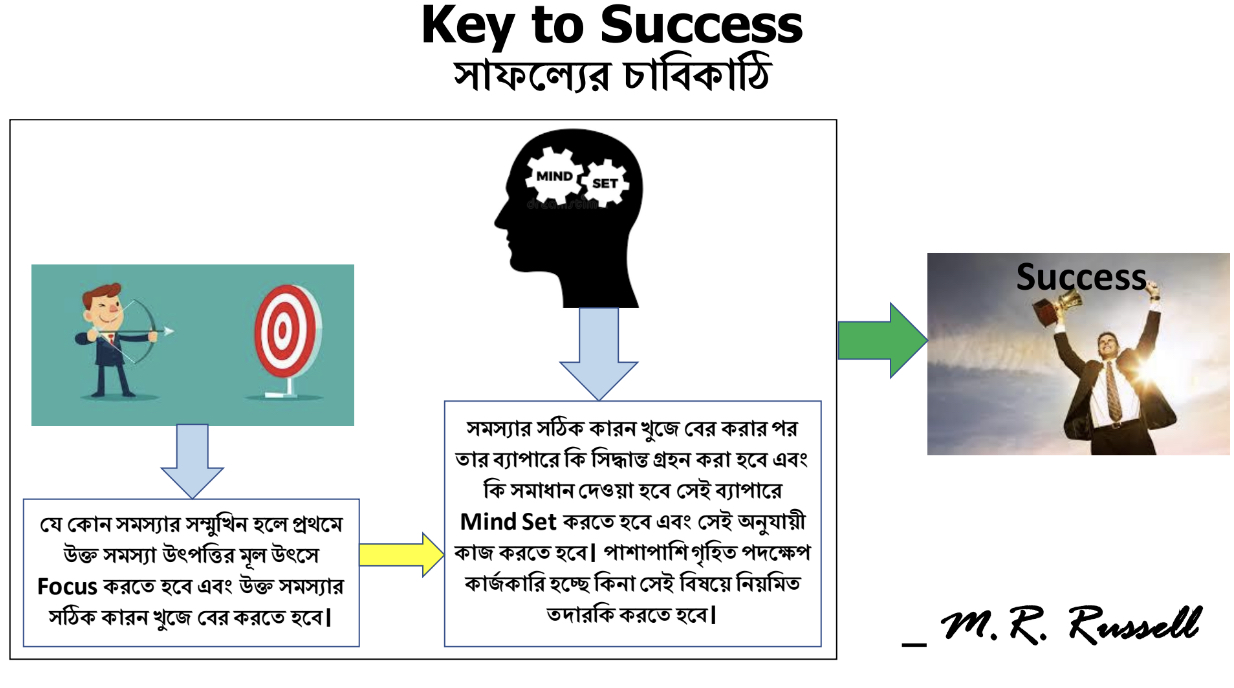 Key to Success
সাফল্যের চাবিকাঠি
MIND
SET
Success
যে কোন সমস্যার সম্মুখিন হলে প্রথমে
উক্ত সমস্যা উৎপত্তির মূল উৎসে
Focus করতে হবে এবং উক্ত সমস্যার
সঠিক কারন খুজে বের করতে হবে|
সমস্যার সঠিক কারন খুজে বের করার পর
তার ব্যাপারে কি সিদ্ধান্ত গ্রহন করা হবে এবং
কি সমাধান দেওয়া হবে সেই ব্যাপারে
Mind Set করতে হবে এবং সেই অনুযায়ী
কাজ করতে হবে| পাশাপাশি গৃহিত পদক্ষেপ
কার্জকারি হচ্ছে কিনা সেই বিষয়ে নিয়মিত
তদারকি করতে হবে|
_ M. R. Russell